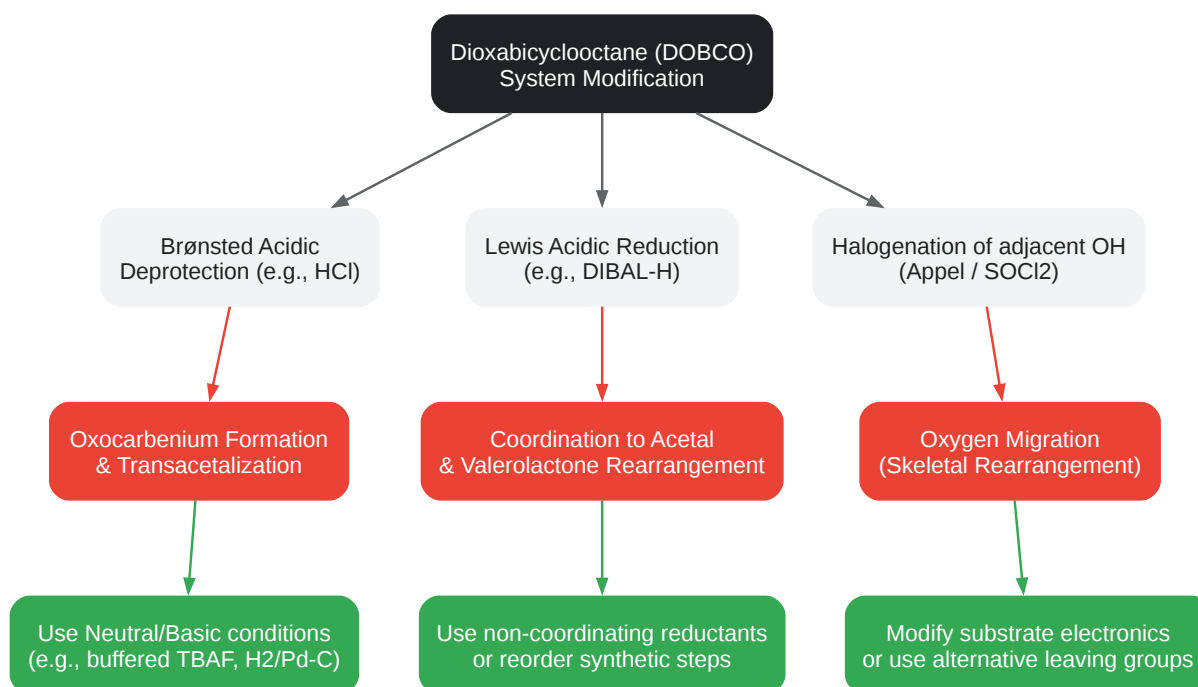 Dioxabicyclooctane (DOBCO)
System Modification
Brønsted Acidic
Deprotection (e.g., HCl)
Lewis Acidic Reduction
(e.g., DIBAL-H)
Halogenation of adjacent OH
(Appel / SOCl2)
Oxocarbenium Formation
& Transacetalization
Coordination to Acetal
& Valerolactone Rearrangement
Oxygen Migration
(Skeletal Rearrangement)
Use Neutral/Basic conditions
(e.g., buffered TBAF, H2/Pd-C)
Use non-coordinating reductants
or reorder synthetic steps
Modify substrate electronics
or use alternative leaving groups